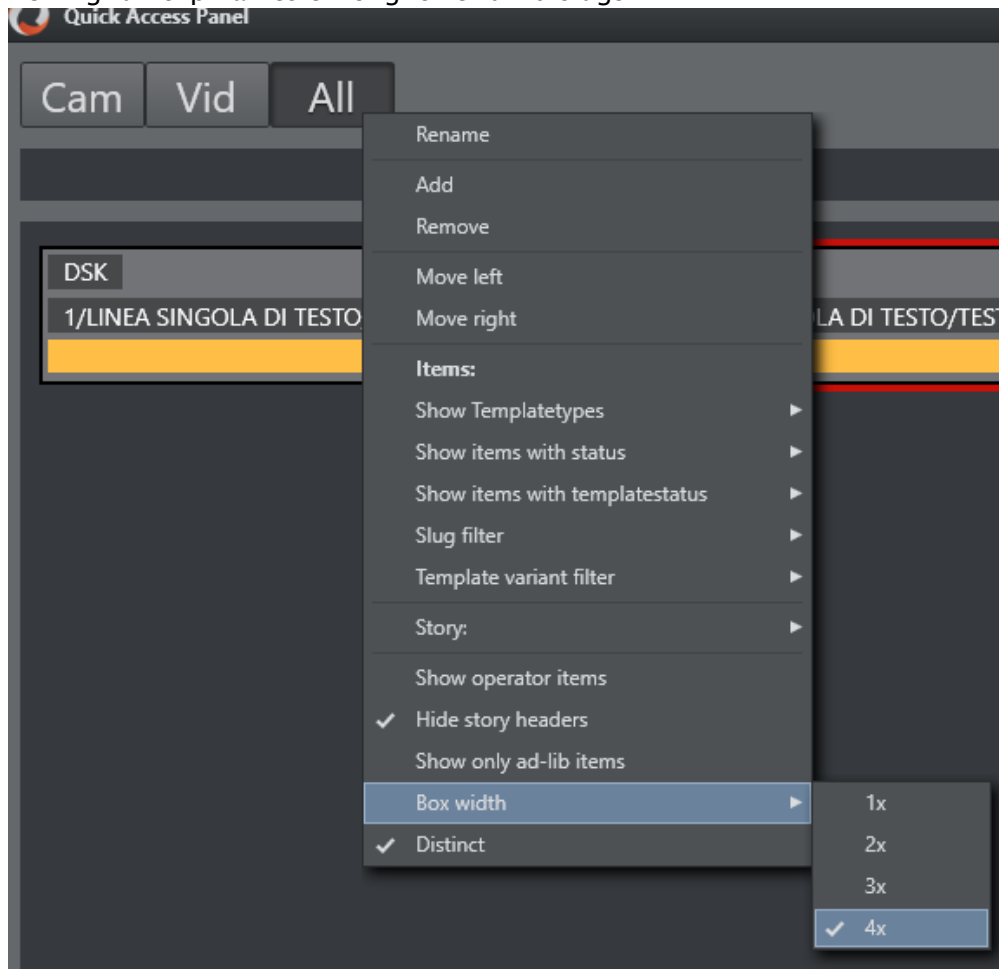 Quick Access Panel
Cam Vid All
Rename
Add
Remove
DSK
Move left
1/LINEA SINGOLA DI TESTO
Move right
LA DI TESTO/TES
Items:
Show Templatetypes
Show items with status
Show items with templatestatus
Slug filter
Template variant filter
Story:
Show operator items
Hide story headers
Show only ad-lib items
Box width
1x
Distinct
2x
3x
4x